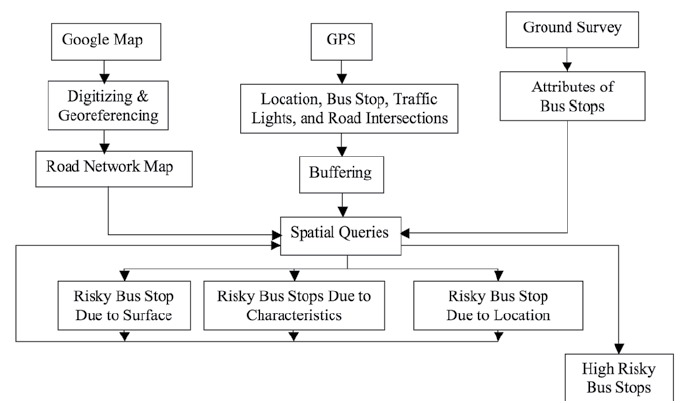 Google Map
GPS
Ground Survey
Digitizing &
Georeferencing
Location, Bus Stop, Traffic
Lights, and Road Intersections
Attributes of
Bus Stops
Road Network Map
Buffering
Spatial Queries
Risky Bus Stop
Due to Surface
Risky Bus Stops Due to
Characteristics
Risky Bus Stop
Due to Location
High Risky
Bus Stops